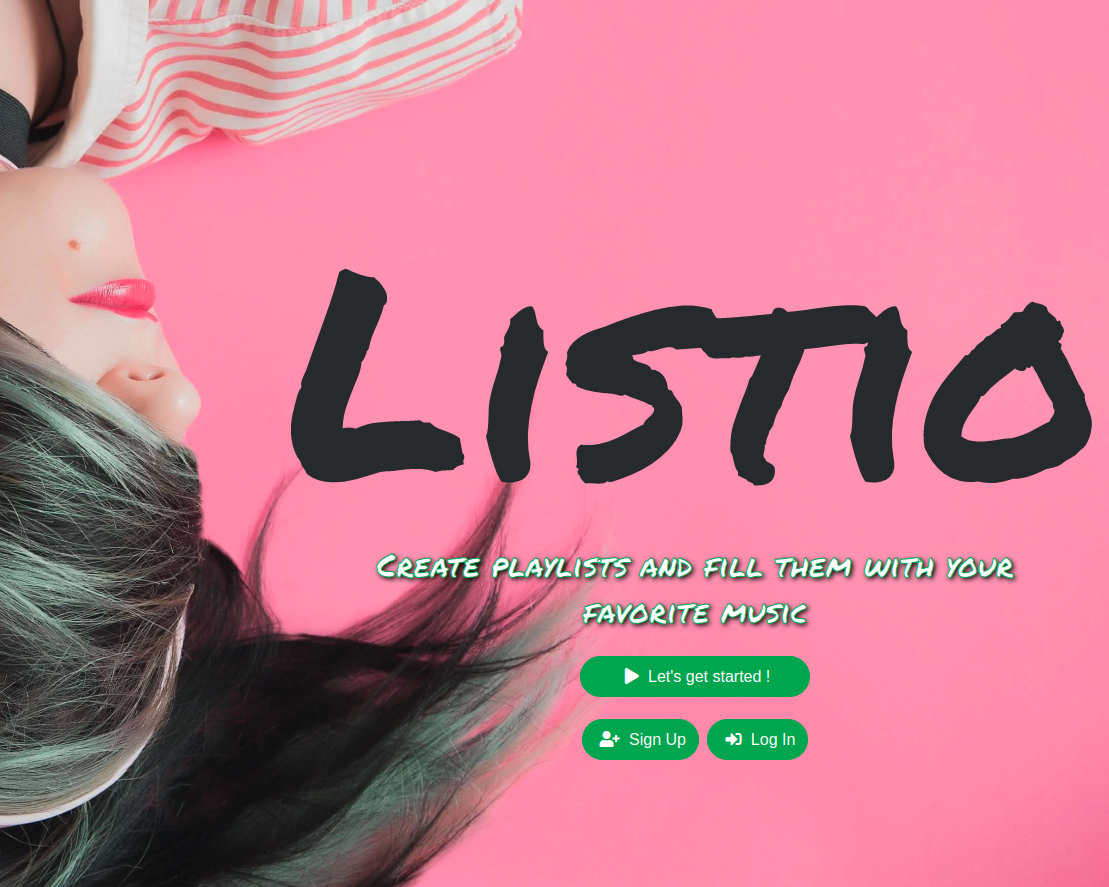 Listio
Create playlists and fill them with your
favorite music
Let's get started !
Sign Up
Log In